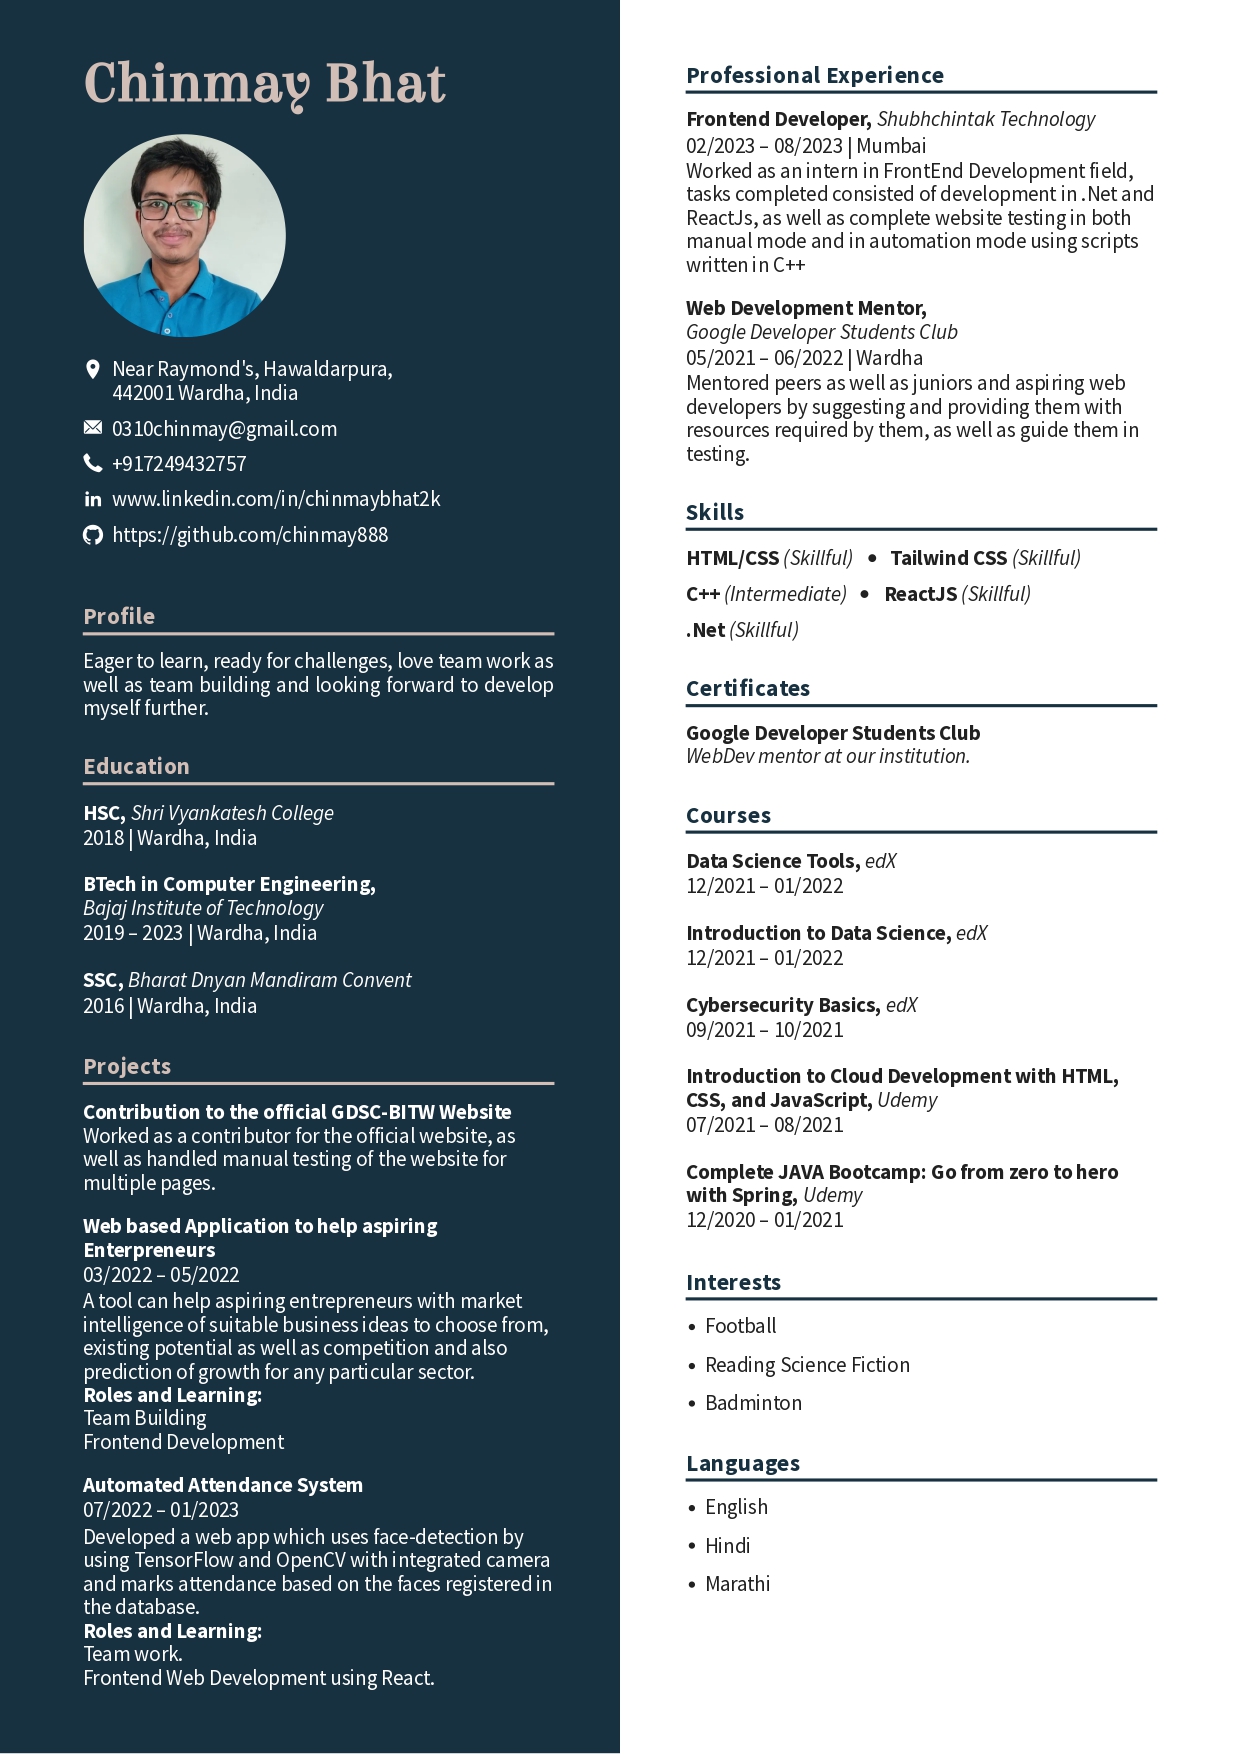 Chinmay Bhat
Near Raymond's, Hawaldarpura,
442001 Wardha, India
0310chinmay@gmail.com
+917249432757
www.linkedin.com/in/chinmaybhat2k
https://github.com/chinmay888
Profile
Eager to learn, ready for challenges, love team work as
well as team building and looking forward to develop
myself further.
Education
HSC, Shri Vyankatesh College
2018 | Wardha, India
BTech in Computer Engineering,
Bajaj Institute of Technology
2019 – 2023 | Wardha, India
SSC, Bharat Dnyan Mandiram Convent
2016 | Wardha, India
Projects
Contribution to the official GDSC-BITW Website
Worked as a contributor for the official website, as
well as handled manual testing of the website for
multiple pages.
Web based Application to help aspiring
Enterpreneurs
03/2022 – 05/2022
A tool can help aspiring entrepreneurs with market
intelligence of suitable business ideas to choose from,
existing potential as well as competition and also
prediction of growth for any particular sector.
Roles and Learning:
Team Building
Frontend Development
Automated Attendance System
07/2022 – 01/2023
Developed a web app which uses face-detection by
using TensorFlow and OpenCV with integrated camera
and marks attendance based on the faces registered in
the database.
Roles and Learning:
Team work.
Frontend Web Development using React.
Professional Experience
Frontend Developer, Shubhchintak Technology
02/2023 – 08/2023 | Mumbai
Worked as an intern in FrontEnd Development field,
tasks completed consisted of development in .Net and
ReactJs, as well as complete website testing in both
manual mode and in automation mode using scripts
written in C++
Web Development Mentor,
Google Developer Students Club
05/2021 – 06/2022 | Wardha
Mentored peers as well as juniors and aspiring web
developers by suggesting and providing them with
resources required by them, as well as guide them in
testing.
Skills
HTML/CSS (Skillful) • Tailwind CSS (Skillful)
C++ (Intermediate) • ReactJS (Skillful)
.Net (Skillful)
Certificates
Google Developer Students Club
WebDev mentor at our institution.
Courses
Data Science Tools, edX
12/2021 – 01/2022
Introduction to Data Science, edX
12/2021 – 01/2022
Cybersecurity Basics, edX
09/2021 – 10/2021
Introduction to Cloud Development with HTML,
CSS, and JavaScript, Udemy
07/2021 – 08/2021
Complete JAVA Bootcamp: Go from zero to hero
with Spring, Udemy
12/2020 – 01/2021
Interests
• Football
• Reading Science Fiction
• Badminton
Languages
• English
• Hindi
• Marathi